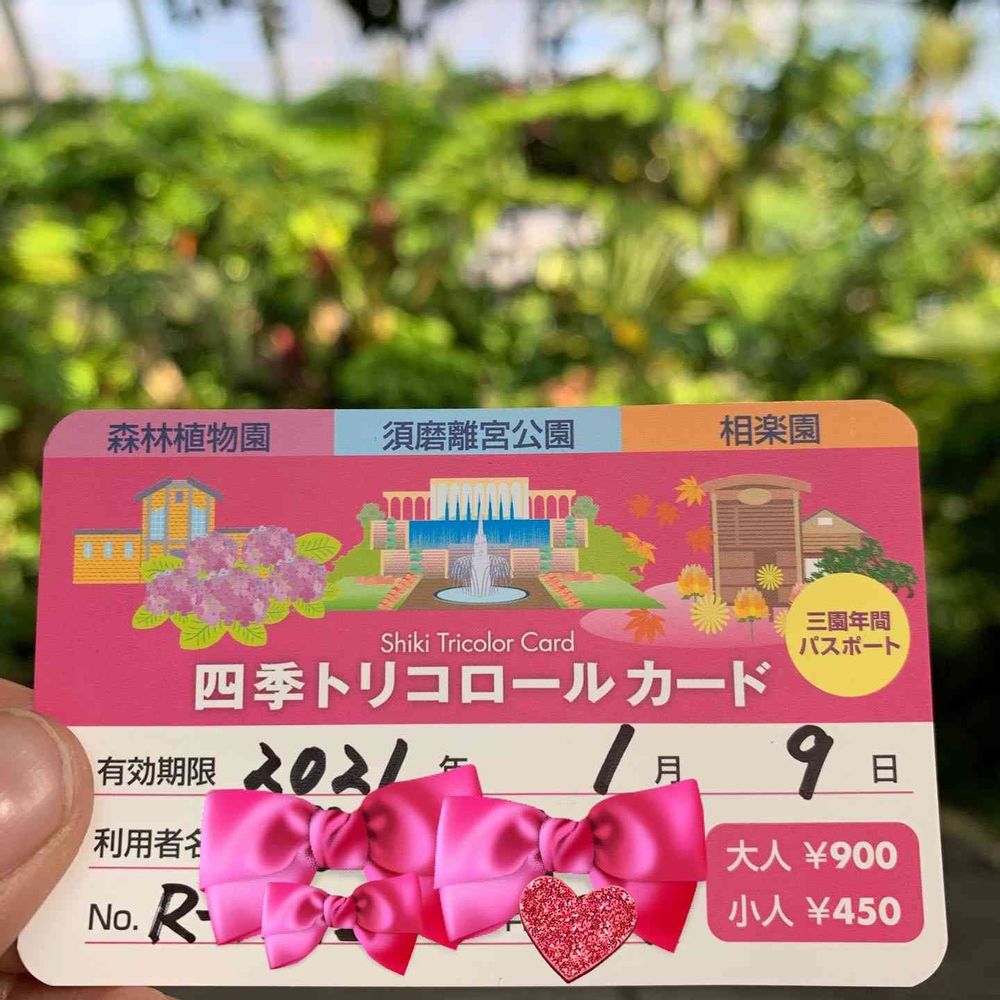 森林植物園 須磨離宮公園 相楽園
三園年間
パスポート
Shiki Tricolor Card
四季トリコロールカード
有効期限 2021 年 1 月 9 日
利用者名
大人 ¥900
No. R-
小人 ¥450